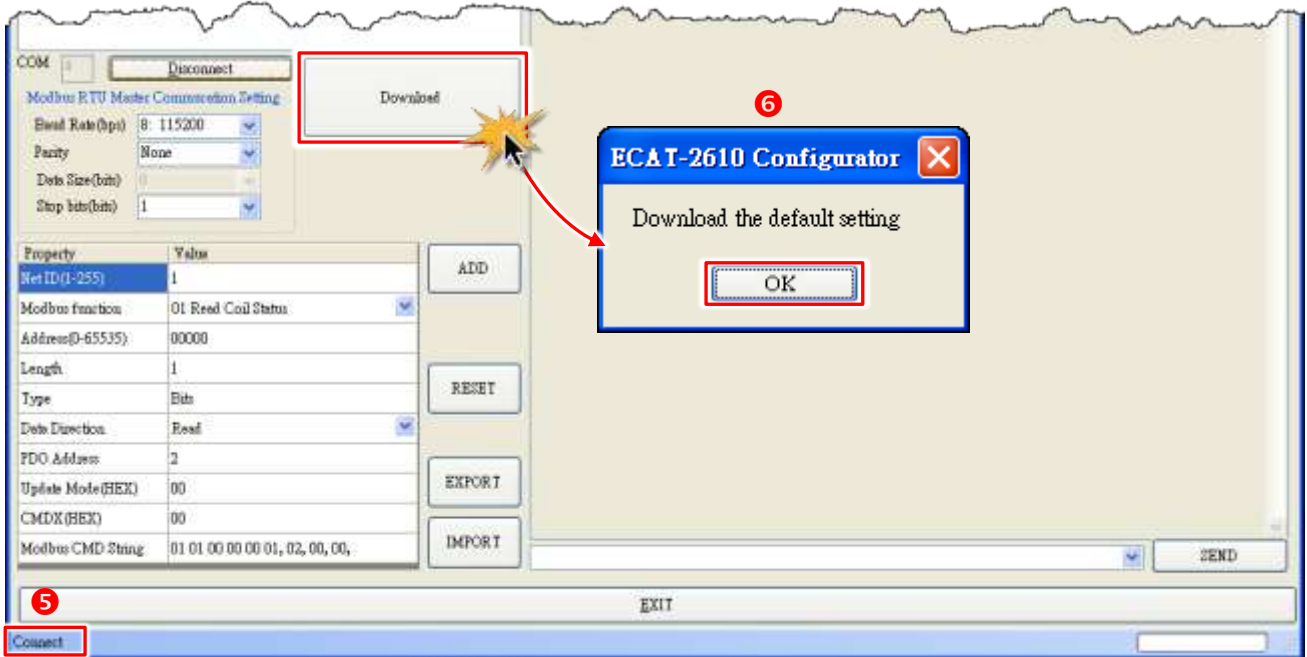 COM
Disconnect
Download
Modbus RTU Master Communcation Setting
Baud Rate(bps) 8: 115200
Parity None
Data Size(bits)
Stop bits(bits) 1
6
ECAT-2610 Configurator
Download the default setting
OK
Property Value
Net ID(1-255) 1
Modbus function 01 Read Coil Status
Address(0-65535) 00000
Length 1
Type Bits
Data Direction Read
PDO Address 2
Update Mode(HEX) 00
CMDX(HEX) 00
Modbus CMD String 01 01 00 00 00 01, 02, 00, 00,
ADD
RESET
EXPORT
IMPORT
SEND
5
EXIT
Connect